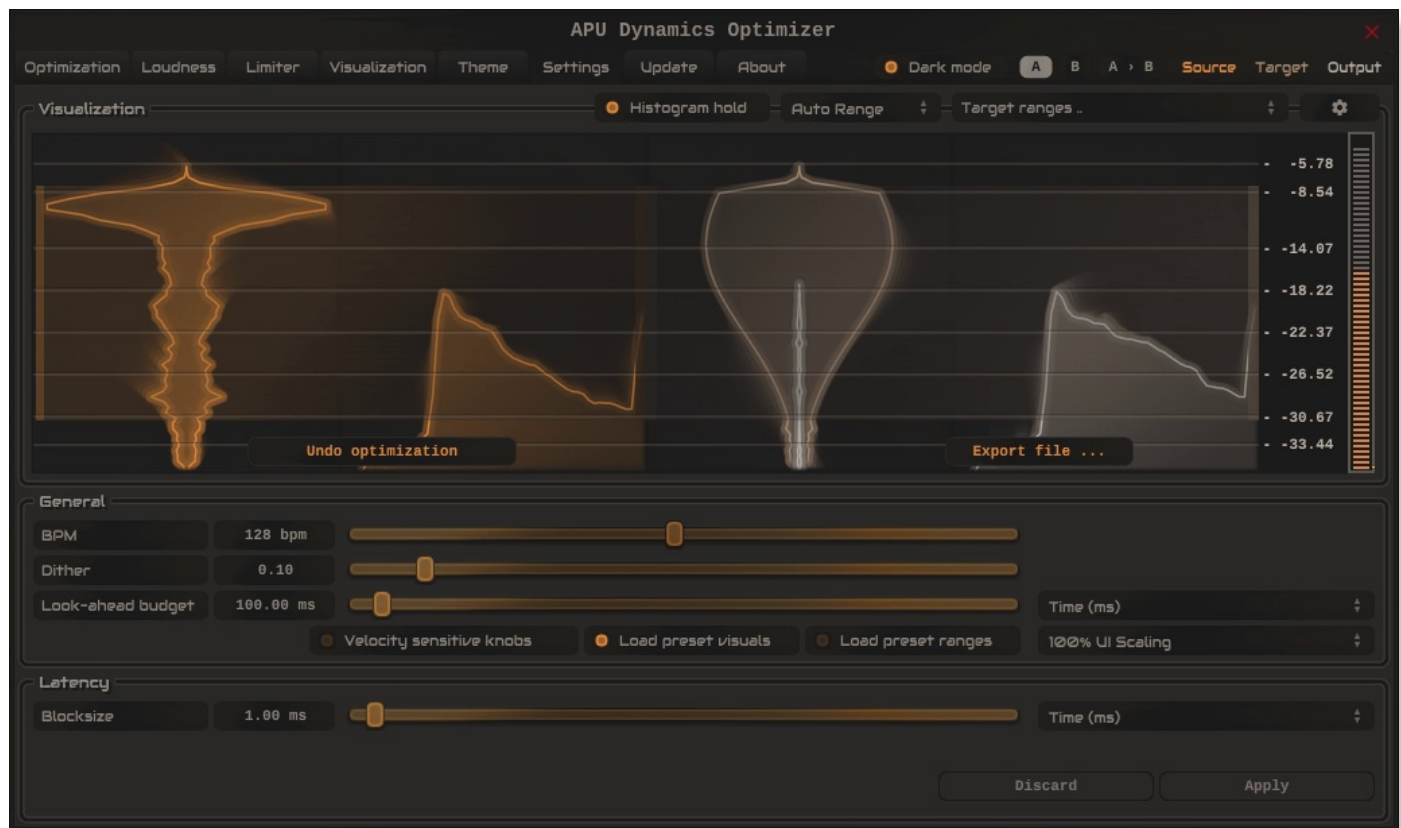 APU Dynamics Optimizer
Optimization Loudness Limiter Visualization Theme Settings Update About Dark mode A B A › B Source Target Output
Visualization Histogram hold Auto Range Target ranges ..
- -5.78
- -8.54
- -14.07
- -18.22
- -22.37
- -26.52
- -30.67
- -33.44
Undo optimization Export file ...
General
BPM 128 bpm
Dither 0.10
Look-ahead budget 100.00 ms Time (ms)
Velocity sensitive knobs Load preset visuals Load preset ranges 100% UI Scaling
Latency
Blocksize 1.00 ms Time (ms)
Discard Apply